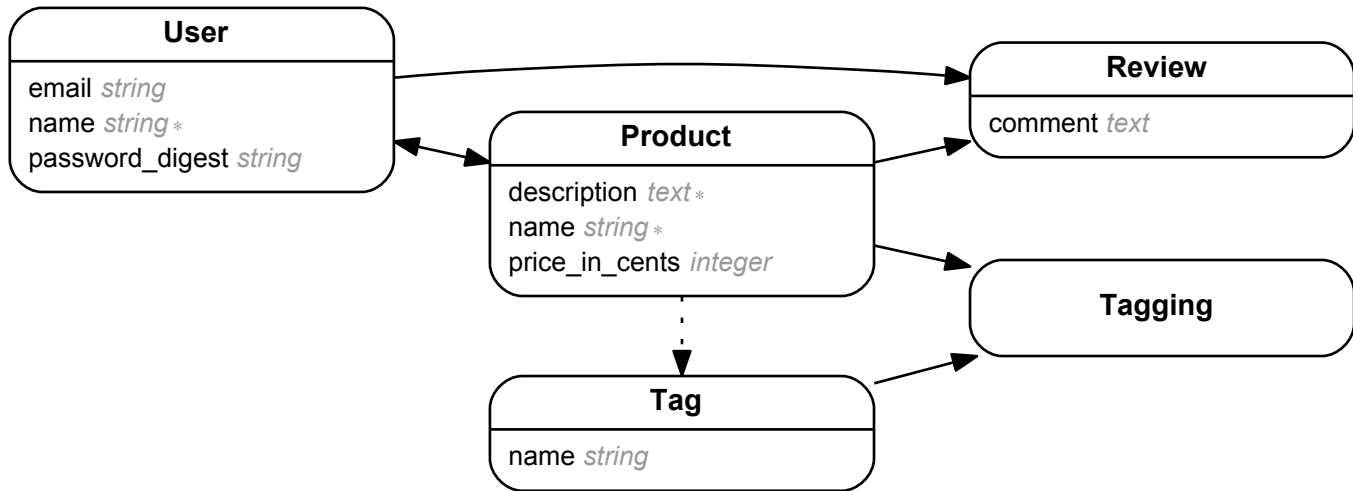 User
email string
name string *
password_digest string
Product
description text *
name string *
price_in_cents integer
Review
comment text
Tagging
Tag
name string